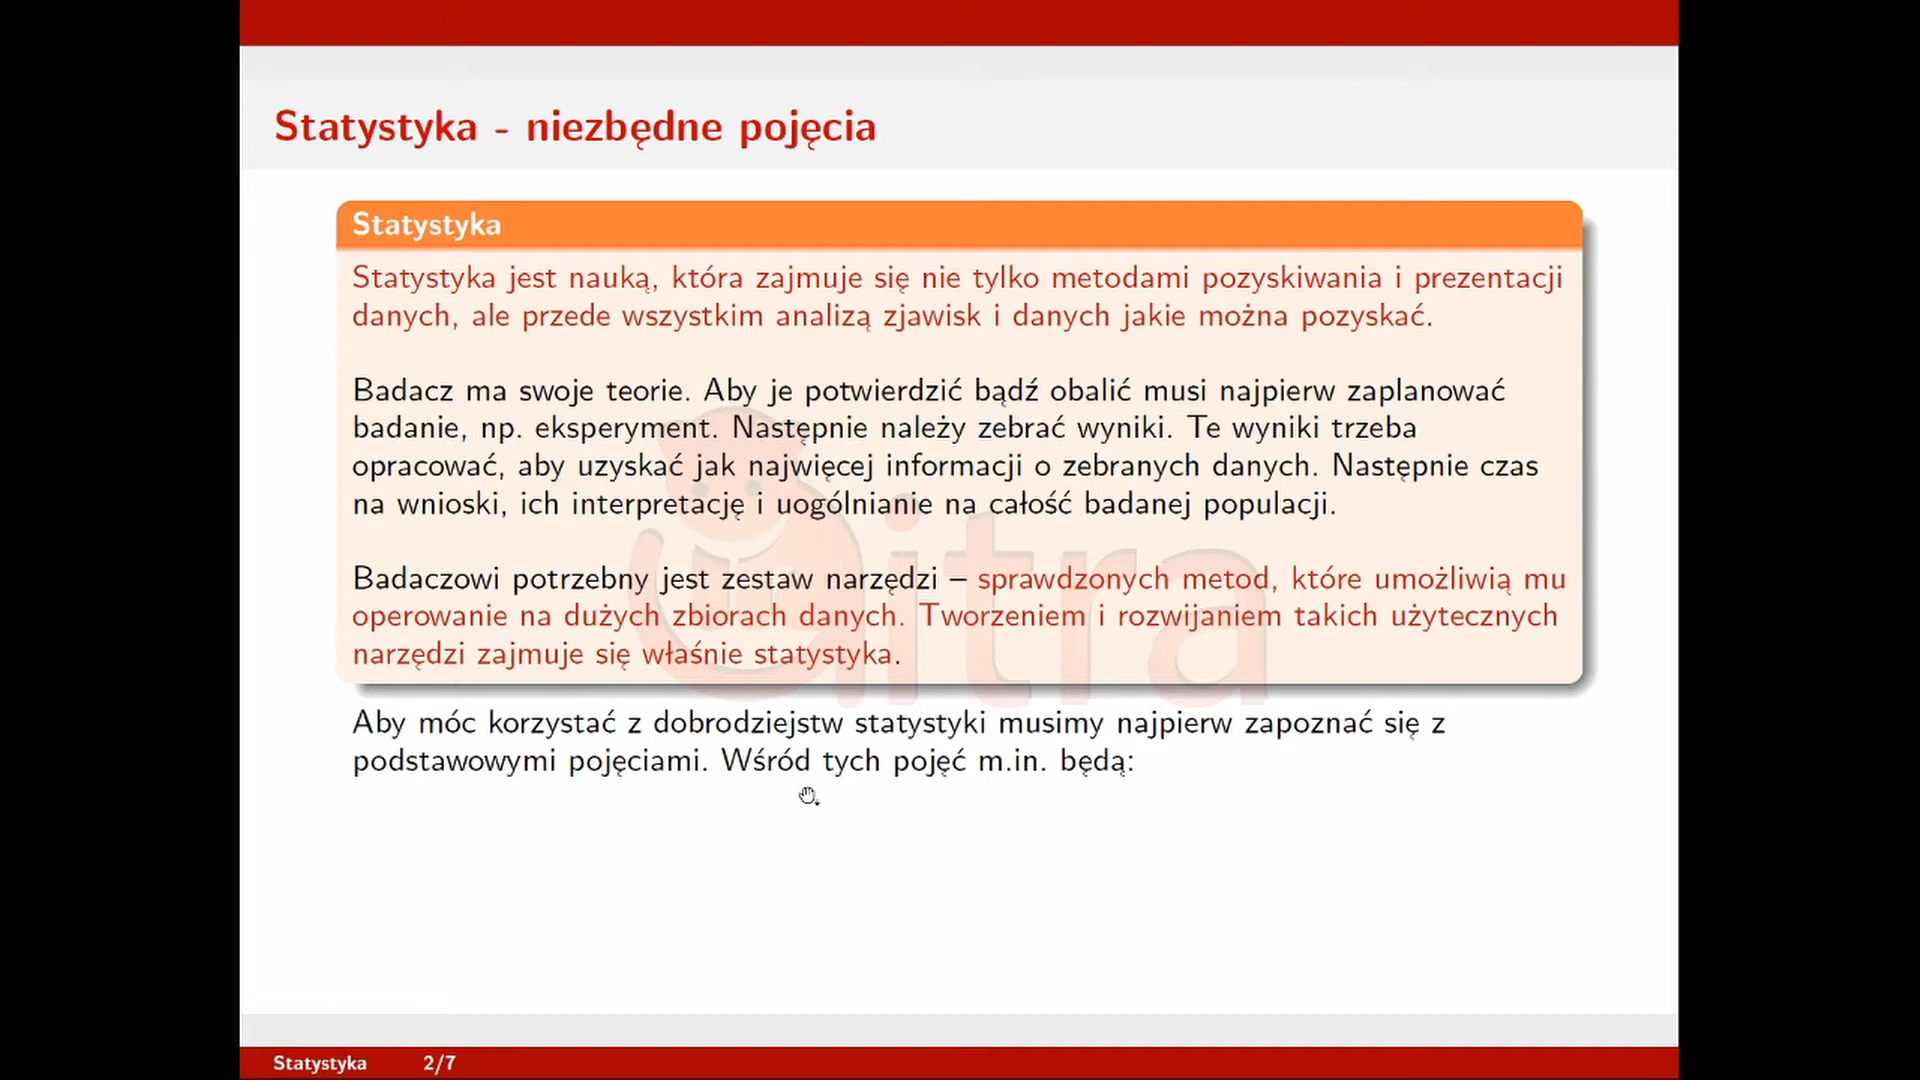 Statystyka - niezbędne pojęcia
Statystyka
Statystyka jest nauką, która zajmuje się nie tylko metodami pozyskiwania i prezentacji
danych, ale przede wszystkim analizą zjawisk i danych jakie można pozyskać.
Badacz ma swoje teorie. Aby je potwierdzić bądź obalić musi najpierw zaplanować
badanie, np. eksperyment. Następnie należy zebrać wyniki. Te wyniki trzeba
opracować, aby uzyskać jak najwięcej informacji o zebranych danych. Następnie czas
na wnioski, ich interpretację i uogólnianie na całość badanej populacji.
Badaczowi potrzebny jest zestaw narzędzi – sprawdzonych metod, które umożliwią mu
operowanie na dużych zbiorach danych. Tworzeniem i rozwijaniem takich użytecznych
narzędzi zajmuje się właśnie statystyka.
Aby móc korzystać z dobrodziejstw statystyki musimy najpierw zapoznać się z
podstawowymi pojęciami. Wśród tych pojęć m.in. będą:
Statystyka 2/7